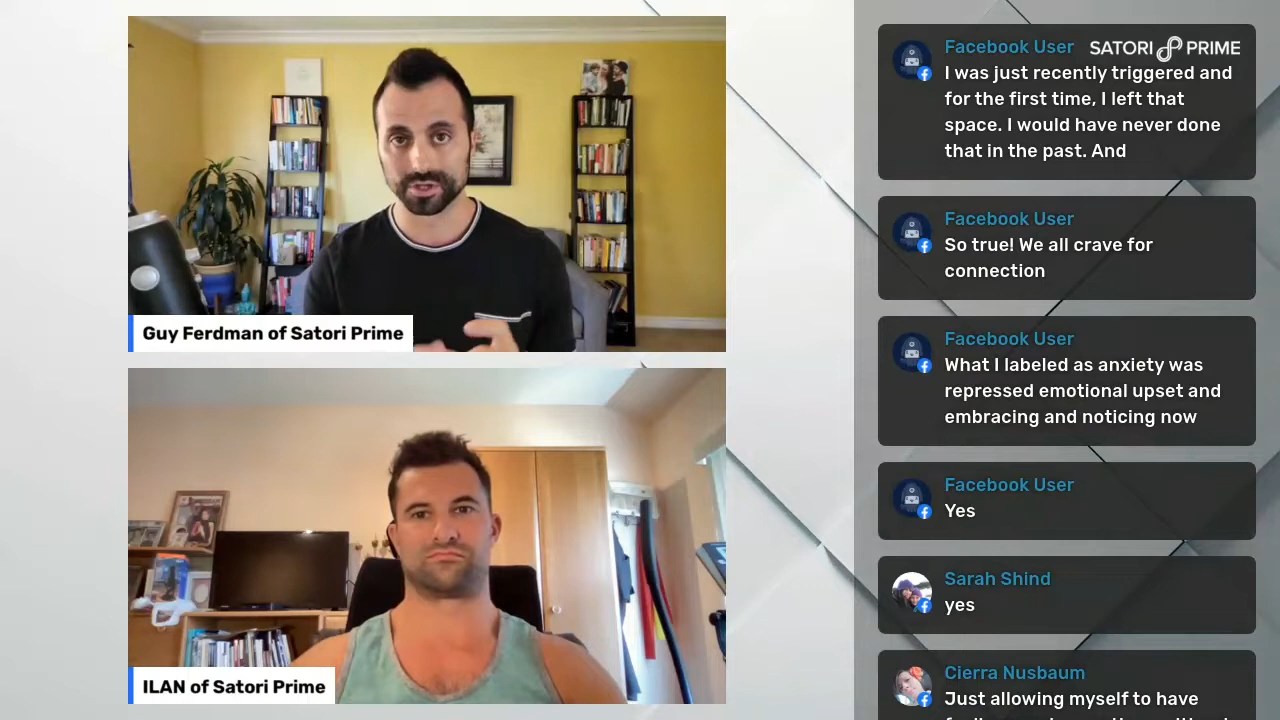 Guy Ferdman of Satori Prime
ILAN of Satori Prime
SATORI PRIME
Facebook User
I was just recently triggered and
for the first time, I left that
space. I would have never done
that in the past. And
Facebook User
So true! We all crave for
connection
Facebook User
What I labeled as anxiety was
repressed emotional upset and
embracing and noticing now
Facebook User
Yes
Sarah Shind
yes
Cierra Nusbaum
Just allowing myself to have